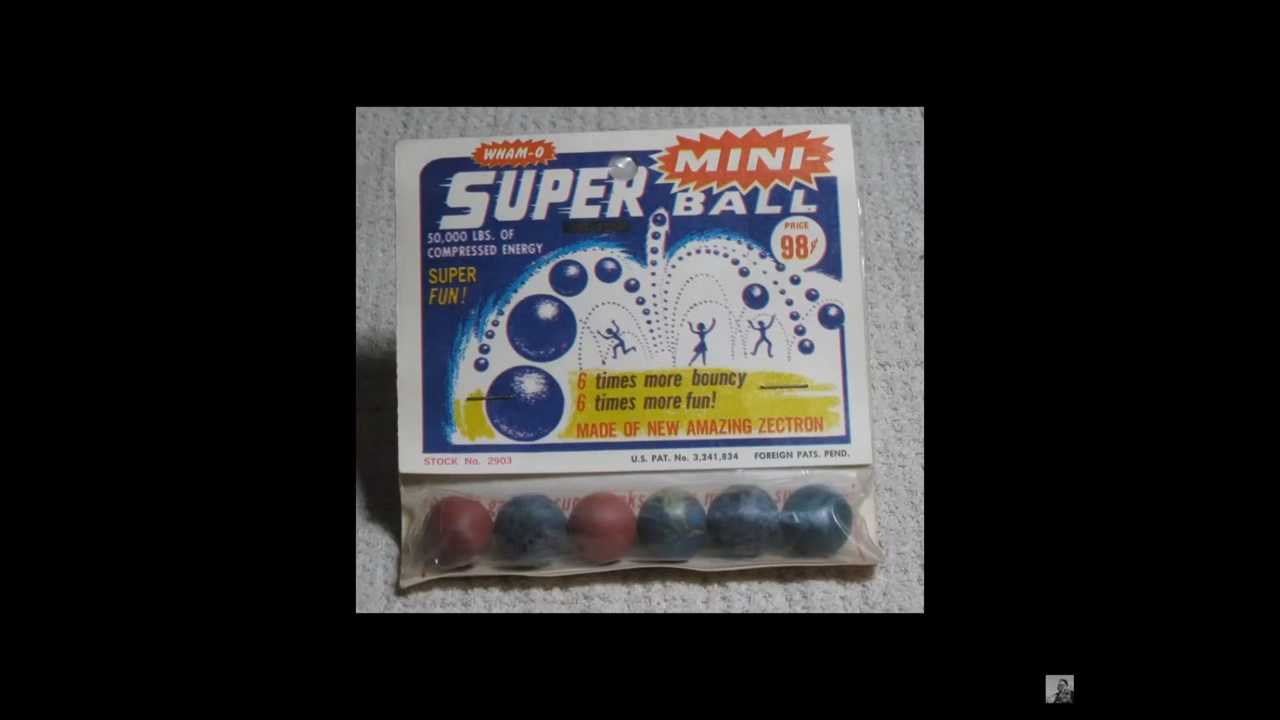 WHAM-O
SUPER
MINI-
BALL
50,000 LBS. OF
COMPRESSED ENERGY
SUPER
FUN!
PRICE
98¢
6 times more bouncy
6 times more fun!
MADE OF NEW AMAZING ZECTRON
STOCK No. 2903
U.S. PAT. No. 3,241,834 FOREIGN PATS. PEND.